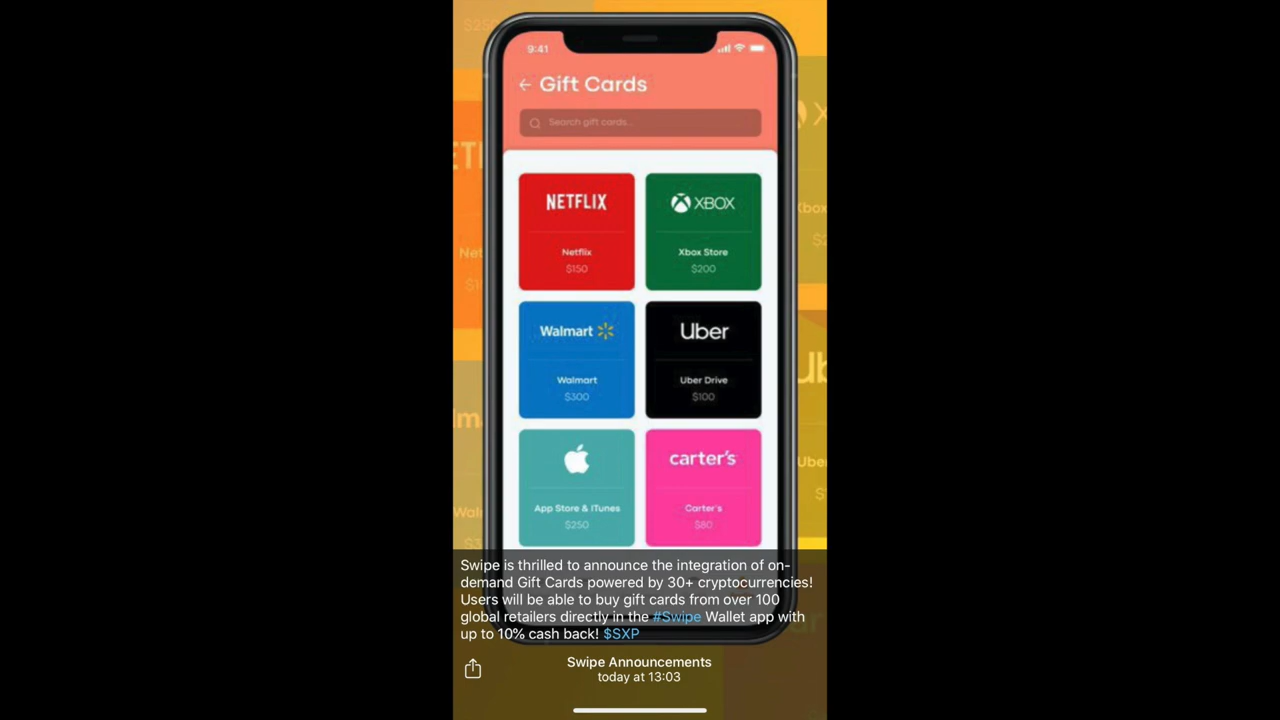 9:41
Gift Cards
Search gift cards...
NETFLIX
Netflix
$150
XBOX
Xbox Store
$200
Walmart
Walmart
$300
Uber
Uber Drive
$100
App Store & ITunes
$250
carter's
Carter's
$80
Swipe is thrilled to announce the integration of on-
demand Gift Cards powered by 30+ cryptocurrencies!
Users will be able to buy gift cards from over 100
global retailers directly in the #Swipe Wallet app with
up to 10% cash back! $SXP
Swipe Announcements
today at 13:03